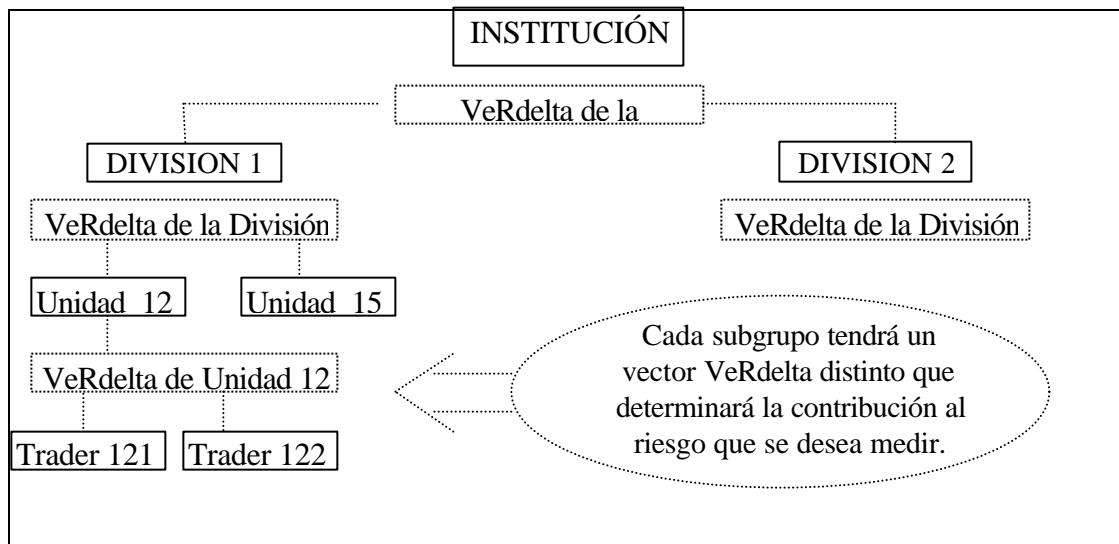 INSTITUCIÓN
VeRdelta de la
DIVISION 1
DIVISION 2
VeRdelta de la División
VeRdelta de la División
Unidad 12
Unidad 15
VeRdelta de Unidad 12
Trader 121
Trader 122
Cada subgrupo tendrá un
vector VeRdelta distinto que
determinará la contribución al
riesgo que se desea medir.